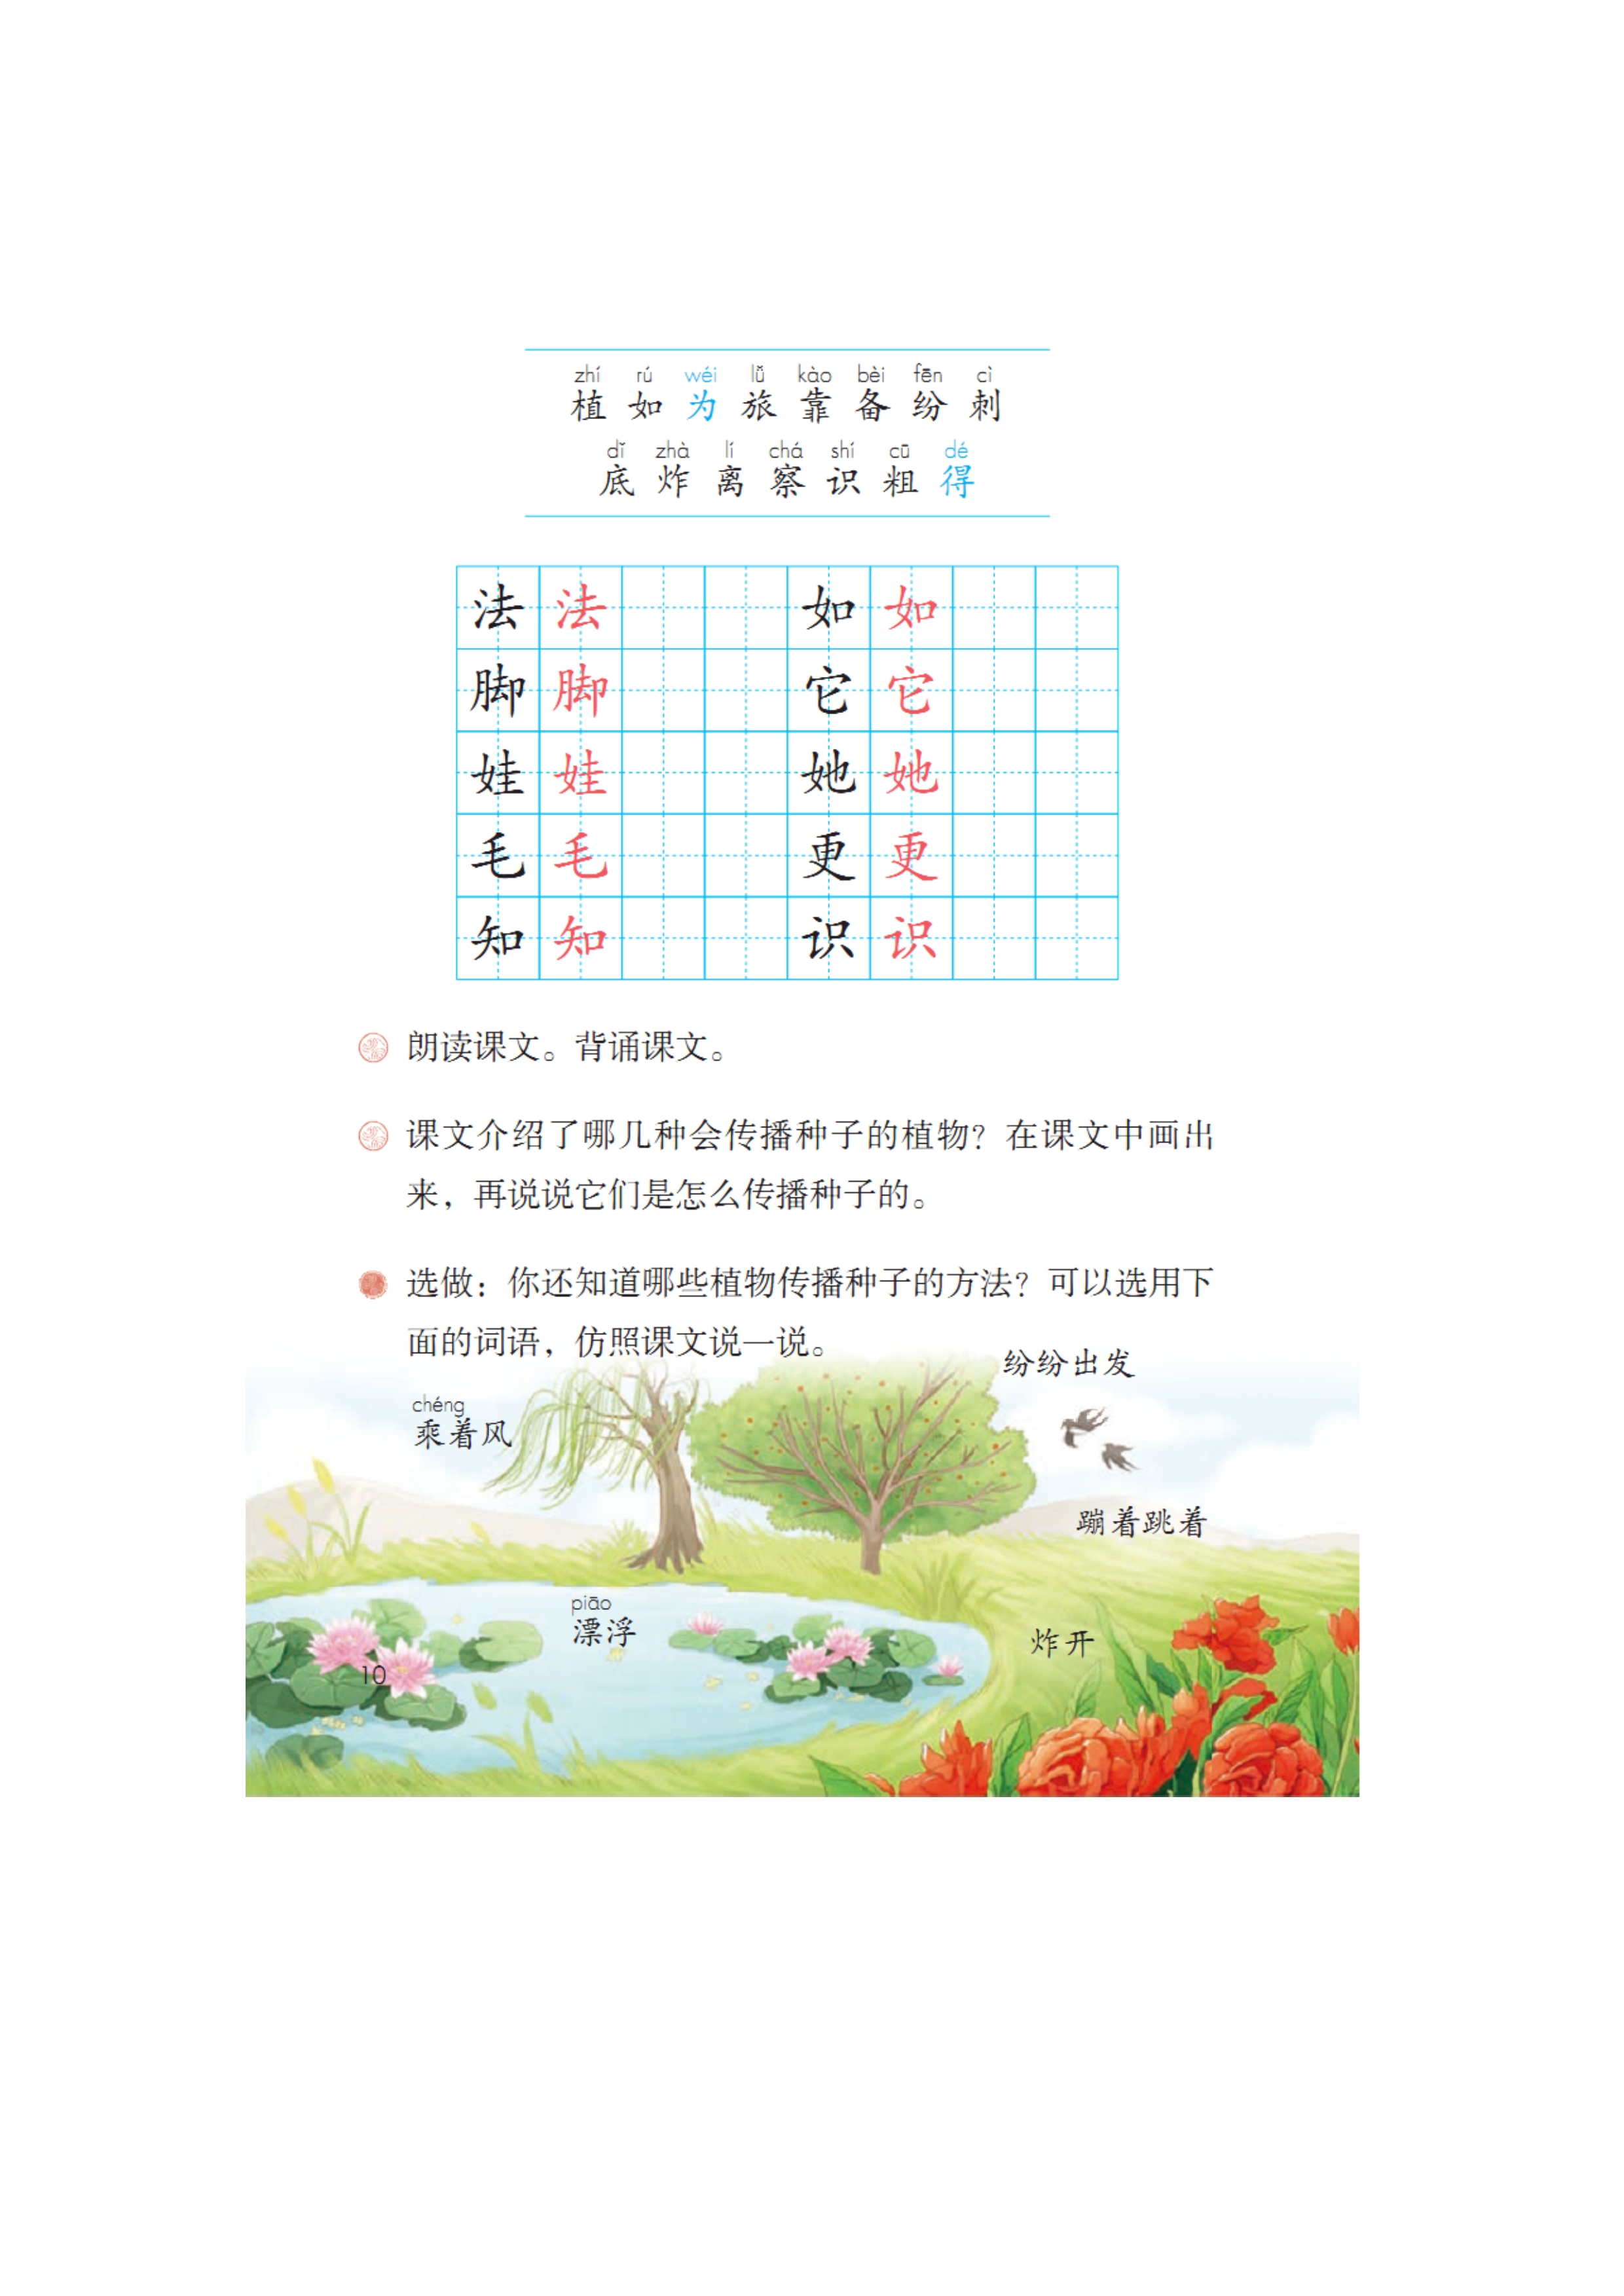 zhí rú wéi lǚ kào bèi fēn cì
植 如 为 旅 靠 备 纷 刺
dǐ zhà lí chá shí cū dé
底 炸 离 察 识 粗 得
法 法 如 如
脚 脚 它 它
娃 娃 她 她
毛 毛 更 更
知 知 识 识
朗读课文。背诵课文。
课文介绍了哪几种会传播种子的植物？在课文中画出
来，再说说它们是怎么传播种子的。
选做：你还知道哪些植物传播种子的方法？可以选用下
面的词语，仿照课文说一说。
纷纷出发
chéng
乘着风
蹦着跳着
piāo
漂浮
炸开
10